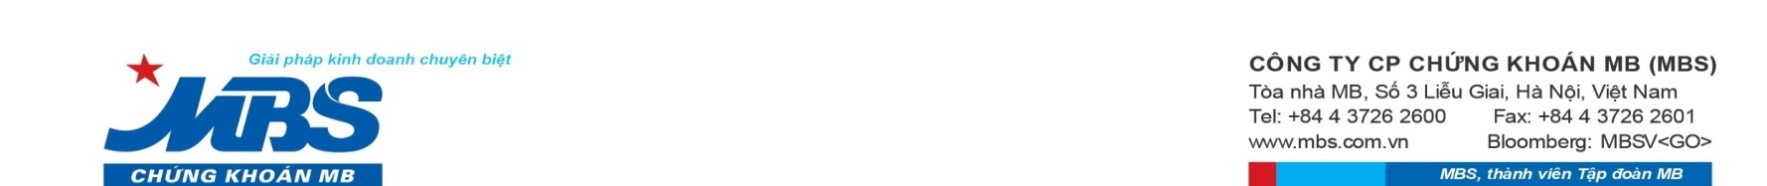 Giải pháp kinh doanh chuyên biệt
MBS
CHỨNG KHOÁN MB
CÔNG TY CP CHỨNG KHOÁN MB (MBS)
Tòa nhà MB, Số 3 Liễu Giai, Hà Nội, Việt Nam
Tel: +84 4 3726 2600 Fax: +84 4 3726 2601
www.mbs.com.vn Bloomberg: MBSV<GO>
MBS, thành viên Tập đoàn MB